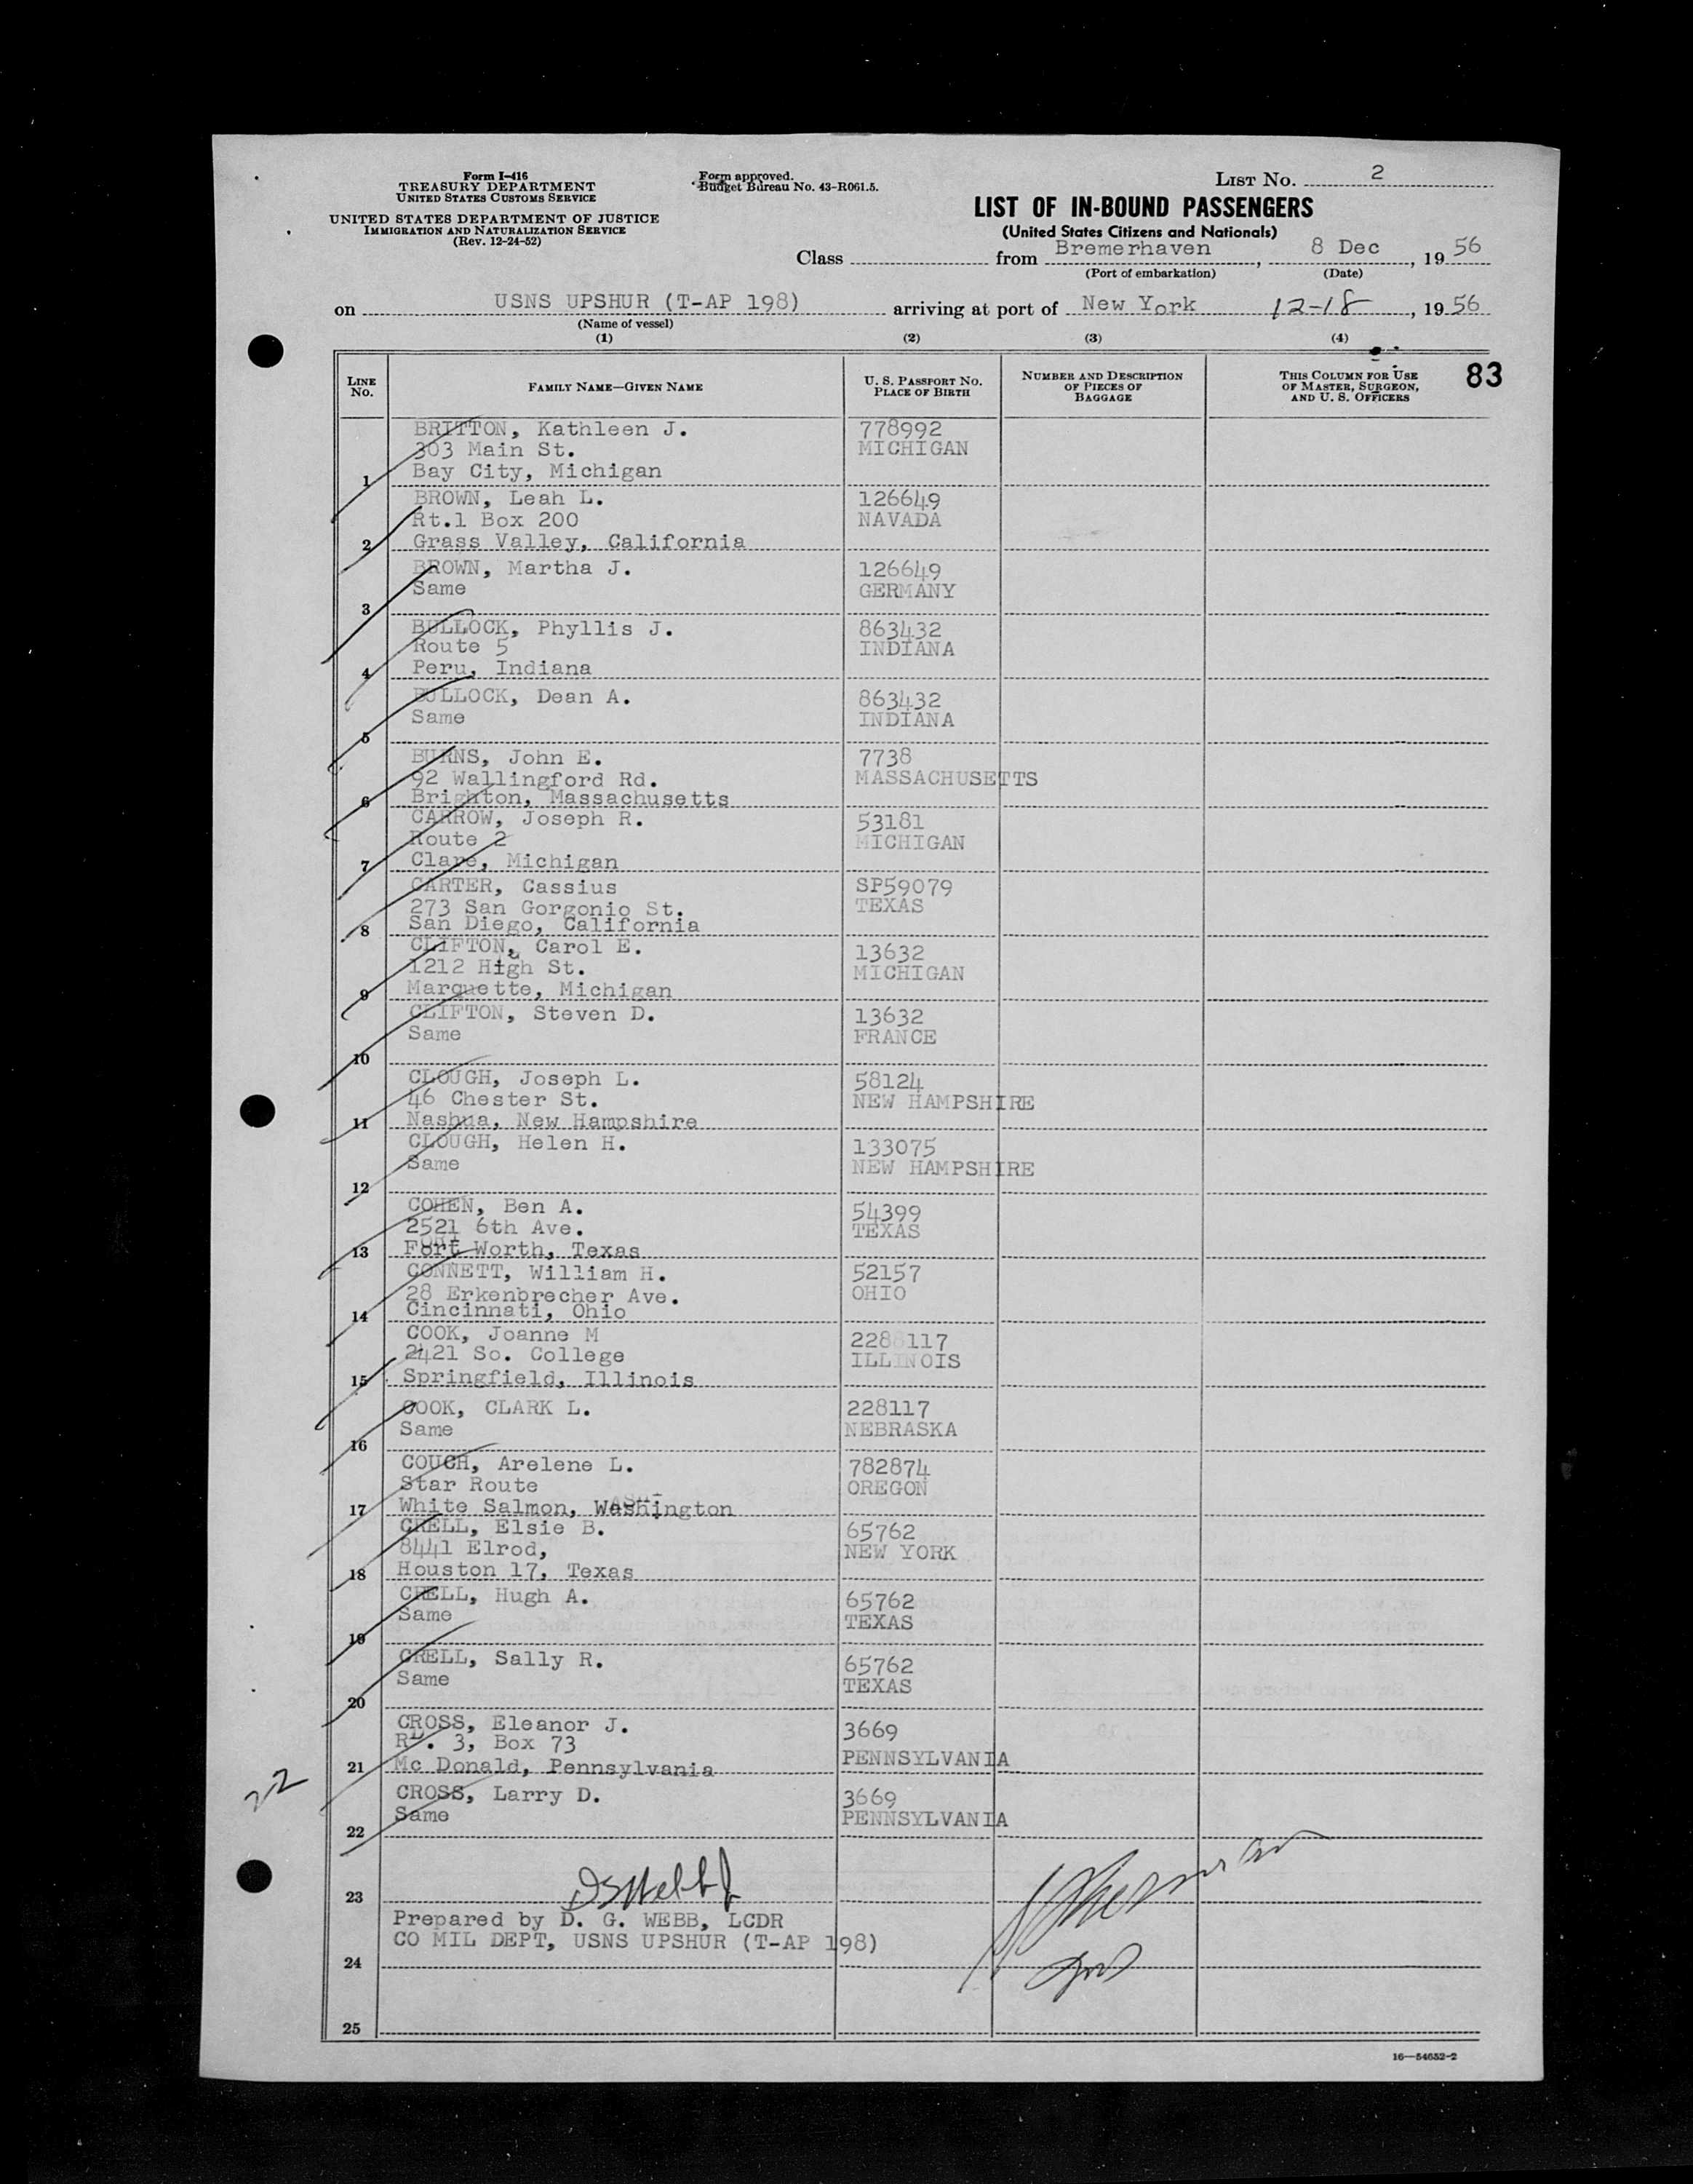 Form I-416
TREASURY DEPARTMENT
UNITED STATES CUSTOMS SERVICE
UNITED STATES DEPARTMENT OF JUSTICE
IMMIGRATION AND NATURALIZATION SERVICE
(Rev. 12-24-52)
Form approved.
Budget Bureau No. 43-R061.5.
LIST NO. 2
LIST OF IN-BOUND PASSENGERS
(United States Citizens and Nationals)
Class from Bremerhaven, 8 Dec, 1956
(Port of embarkation) (Date)
on USNS UPSHUR (T-AP 198) arriving at port of New York 12-18, 1956
(Name of vessel)
(1) (2) (3) (4)
83
LINE NO. FAMILY NAME—GIVEN NAME U. S. PASSPORT NO. PLACE OF BIRTH NUMBER AND DESCRIPTION OF PIECES OF BAGGAGE THIS COLUMN FOR USE OF MASTER, SURGEON, AND U. S. OFFICERS
BRITTON, Kathleen J. 778992
303 Main St. MICHIGAN
1 Bay City, Michigan
BROWN, Leah L. 126649
Rt.1 Box 200 NAVADA
2 Grass Valley, California
BROWN, Martha J. 126649
Same GERMANY
3
BULLOCK, Phyllis J. 863432
Route 5 INDIANA
4 Peru, Indiana
BULLOCK, Dean A. 863432
Same INDIANA
5
BURNS, John E. 7738
92 Wallingford Rd. MASSACHUSETTS
6 Brighton, Massachusetts
CARROW, Joseph R. 53181
Route 2 MICHIGAN
7 Clare, Michigan
CARTER, Cassius SP59079
273 San Gorgonio St. TEXAS
8 San Diego, California
CLIFTON, Carol E. 13632
1212 High St. MICHIGAN
9 Marquette, Michigan
CLIFTON, Steven D. 13632
Same FRANCE
10
CLOUGH, Joseph L. 58124
46 Chester St. NEW HAMPSHIRE
11 Nashua, New Hampshire
CLOUGH, Helen H. 133075
Same NEW HAMPSHIRE
12
COHEN, Ben A. 54399
2521 6th Ave. TEXAS
13 Fort Worth, Texas
CONNETT, William H. 52157
28 Erkenbrecher Ave. OHIO
14 Cincinnati, Ohio
COOK, Joanne M 228 117
2421 So. College ILLINOIS
15 Springfield, Illinois
COOK, CLARK L. 228117
Same NEBRASKA
16
COUCH, Arelene L. 782874
Star Route OREGON
17 White Salmon, Washington
CRELL, Elsie B. 65762
8441 Elrod, NEW YORK
18 Houston 17, Texas
CRELL, Hugh A. 65762
Same TEXAS
19
CRELL, Sally R. 65762
Same TEXAS
20
CROSS, Eleanor J. 3669
RD. 3, Box 73
21 Mc Donald, Pennsylvania PENNSYLVANIA
CROSS, Larry D. 3669
Same PENNSYLVANIA
22
22
23
Prepared by D. G. WEBB, LCDR
CO MIL DEPT, USNS UPSHUR (T-AP 198)
24
25
16—54652-2